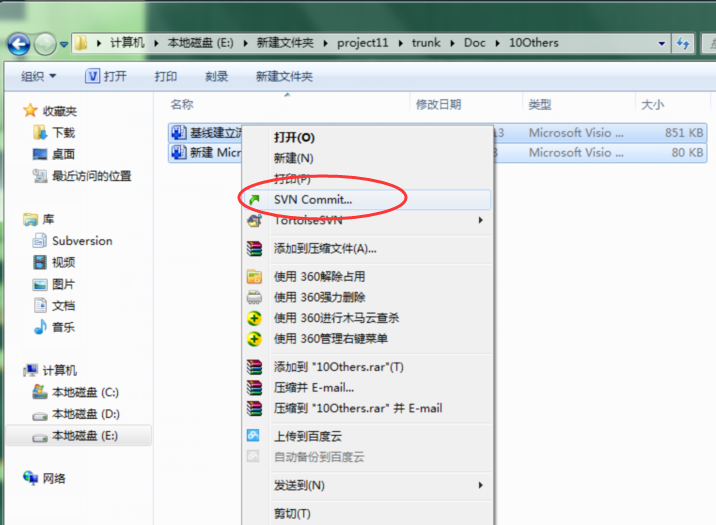 计算机 ▸ 本地磁盘 (E:) ▸ 新建文件夹 ▸ project11 ▸ trunk ▸ Doc ▸ 10Others
组织 打开 打印 刻录 新建文件夹
名称 修改日期 类型 大小
收藏夹
下载
桌面
最近访问的位置
库
Subversion
视频
图片
文档
音乐
计算机
本地磁盘 (C:)
本地磁盘 (D:)
本地磁盘 (E:)
网络
基线建立 Microsoft Visio ... 851 KB
新建 Micr Microsoft Visio ... 80 KB
打开(O)
新建(N)
打印(P)
SVN Commit...
TortoiseSVN
添加到压缩文件(A)...
使用 360解除占用
使用 360强力删除
使用 360进行木马云查杀
使用 360管理右键菜单
添加到 "10Others.rar"(T)
压缩并 E-mail...
压缩到 "10Others.rar" 并 E-mail
上传到百度云
自动备份到百度云
发送到(N)
剪切(T)